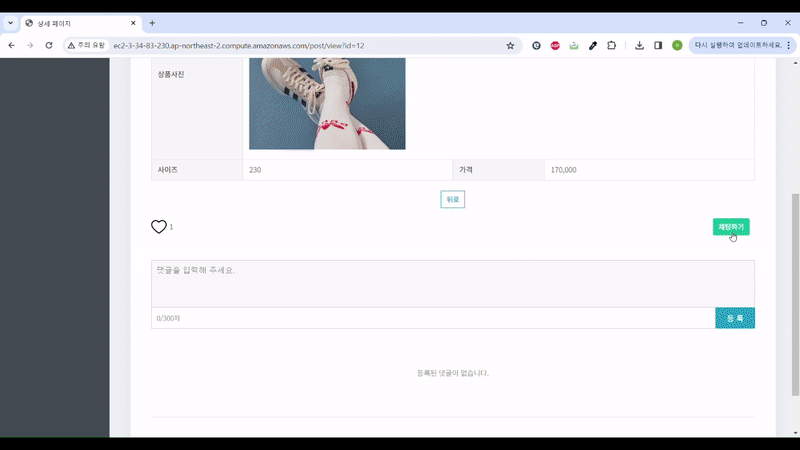 상세 페이지
주의 요함
ec2-3-34-83-230.ap-northeast-2.compute.amazonaws.com/post/view?id=12
다시 실행하여 업데이트하세요.
상품사진
사이즈 230 가격 170,000
뒤로
1
채팅하기
댓글을 입력해 주세요.
0/300자
등 록
등록된 댓글이 없습니다.